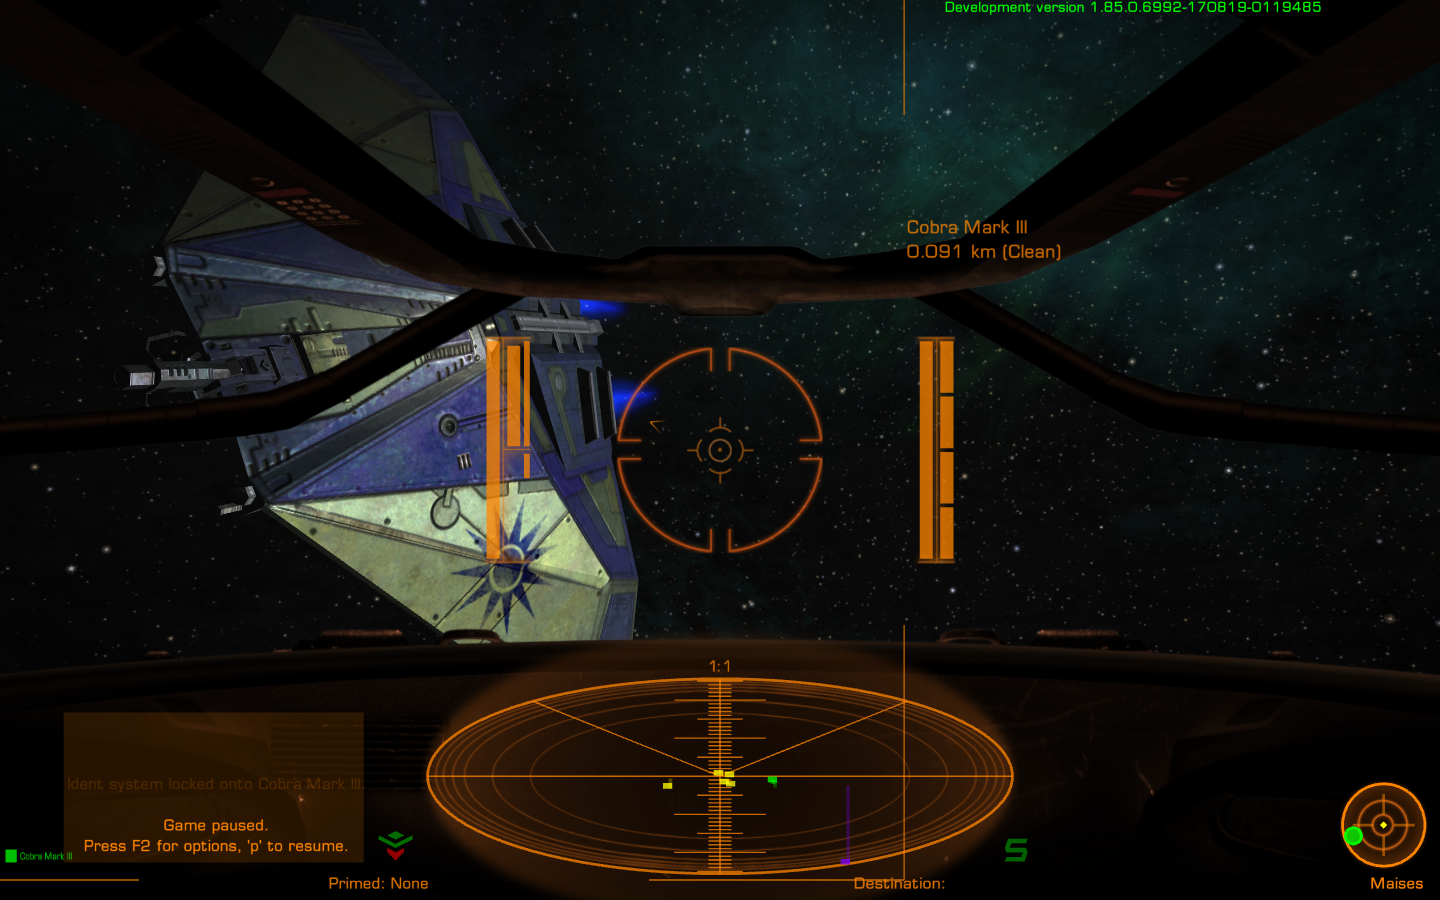 Development version 1.85.0.6992-170819-0119485
Cobra Mark III
0.091 km (Clean)
1:1
Ident system locked onto Cobra Mark III.
Game paused.
Press F2 for options, 'p' to resume.
Cobra Mark III
S
Primed: None
Destination:
Maises